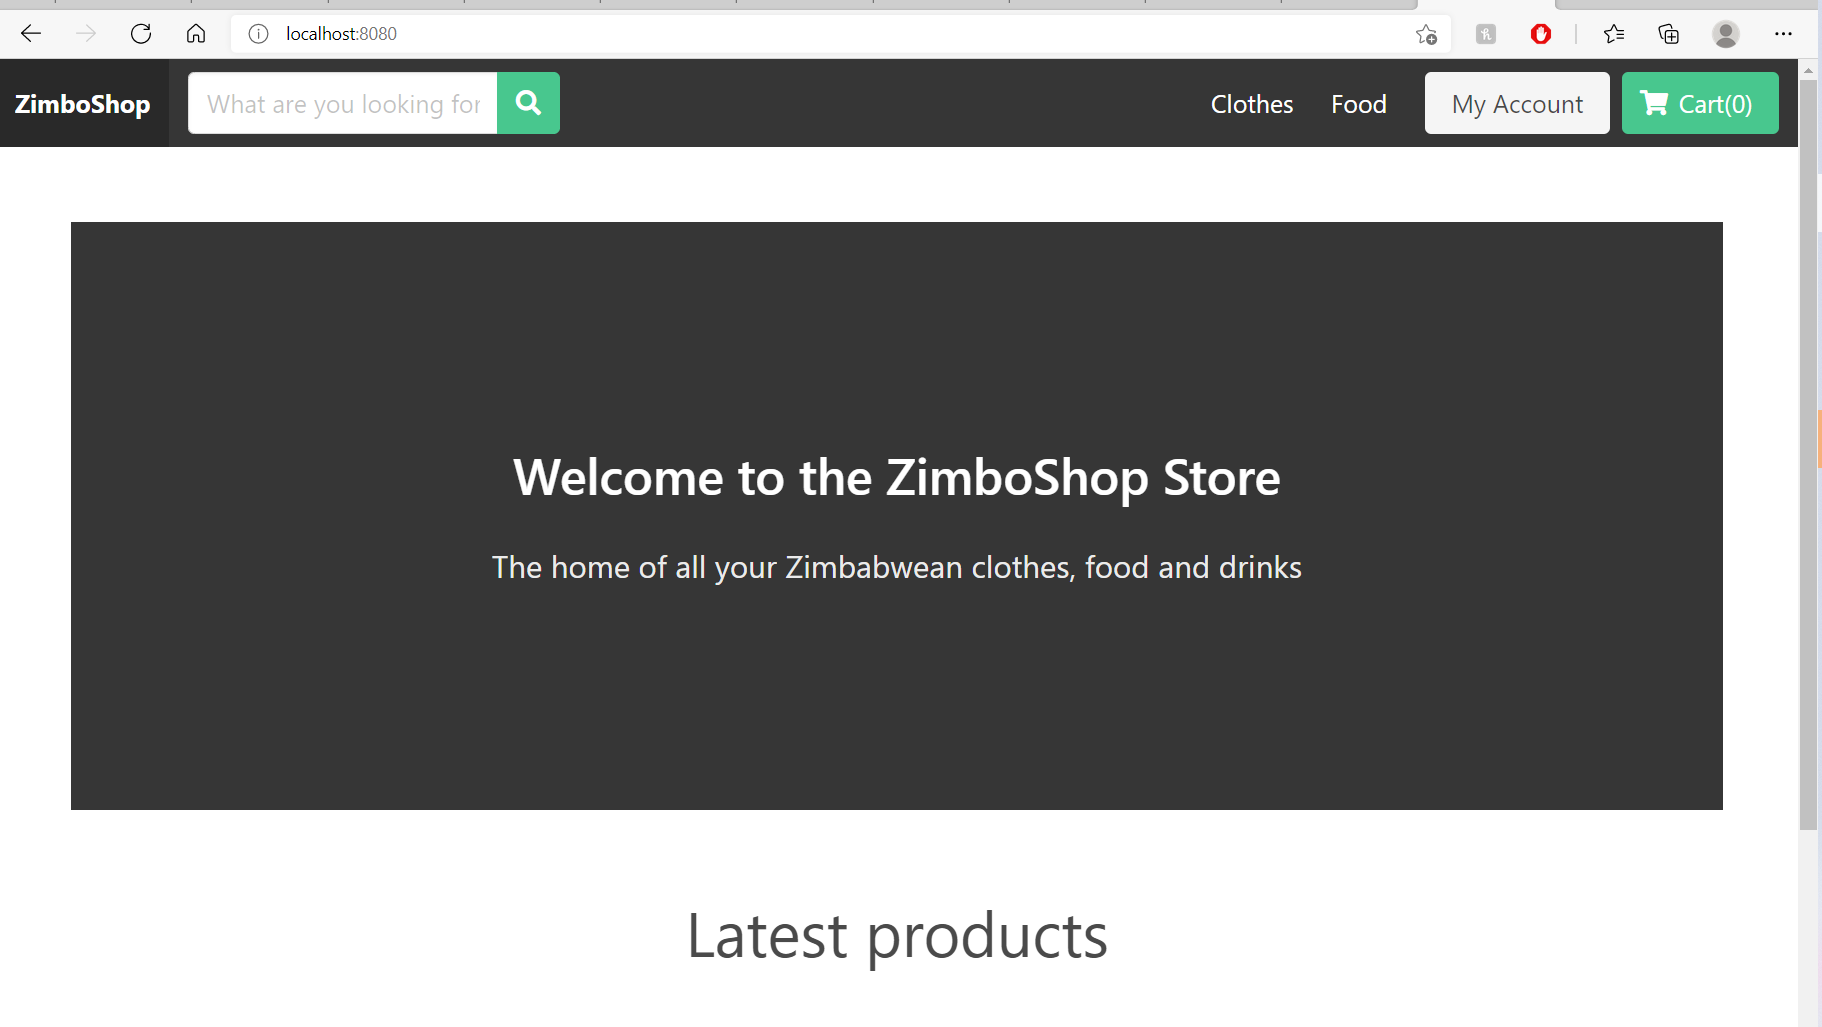 localhost:8080
ZimboShop
What are you looking for
Clothes
Food
My Account
Cart(0)
Welcome to the ZimboShop Store
The home of all your Zimbabwean clothes, food and drinks
Latest products